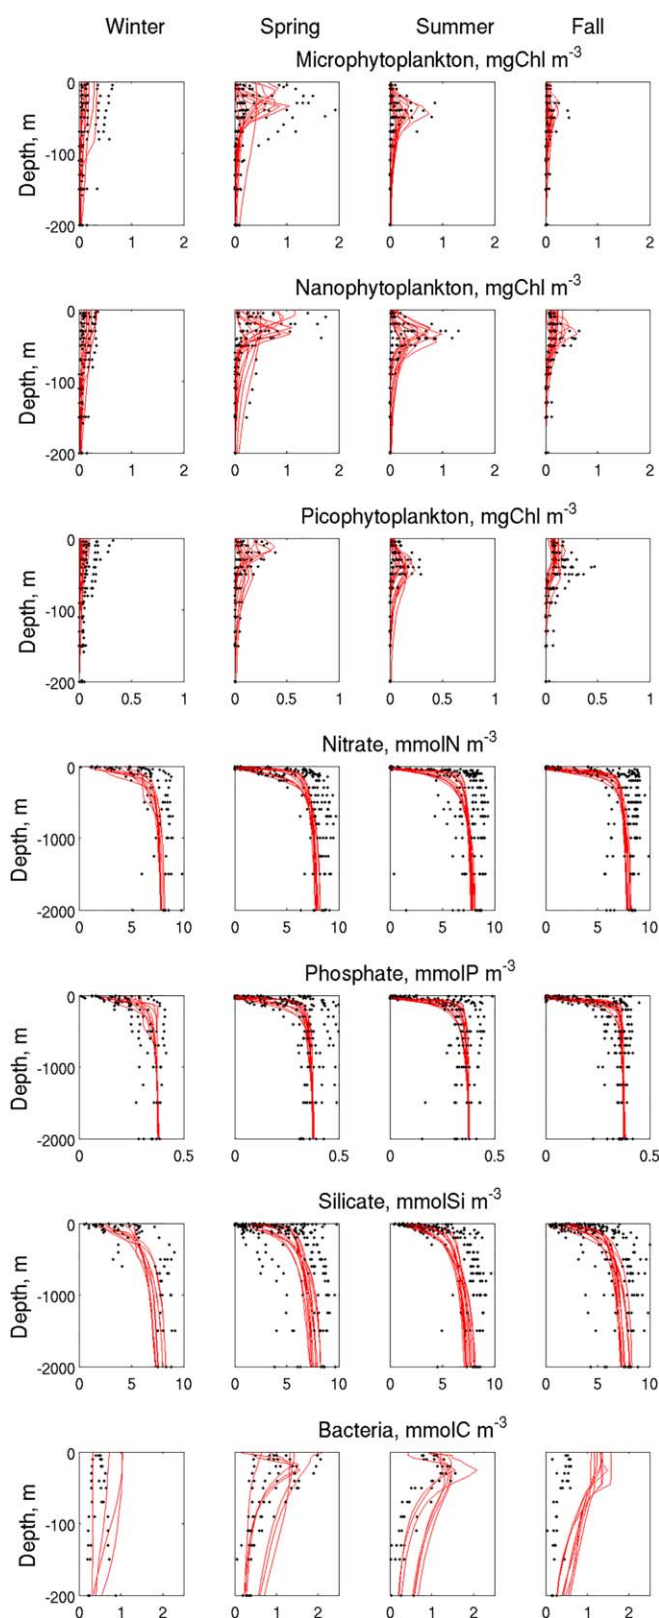 Winter Spring Summer Fall
Microphytoplankton, mgChl m-3
Depth, m
0
-100
-200
0 1 2 0 1 2 0 1 2 0 1 2
Nanophytoplankton, mgChl m-3
Depth, m
0
-100
-200
0 1 2 0 1 2 0 1 2 0 1 2
Picophytoplankton, mgChl m-3
Depth, m
0
-100
-200
0 0.5 1 0 0.5 1 0 0.5 1 0 0.5 1
Nitrate, mmolN m-3
Depth, m
0
-1000
-2000
0 5 10 0 5 10 0 5 10 0 5 10
Phosphate, mmolP m-3
Depth, m
0
-1000
-2000
0 0.5 0 0.5 0 0.5 0 0.5
Silicate, mmolSi m-3
Depth, m
0
-1000
-2000
0 5 10 0 5 10 0 5 10 0 5 10
Bacteria, mmolC m-3
Depth, m
0
-100
-200
0 1 2 0 1 2 0 1 2 0 1 2